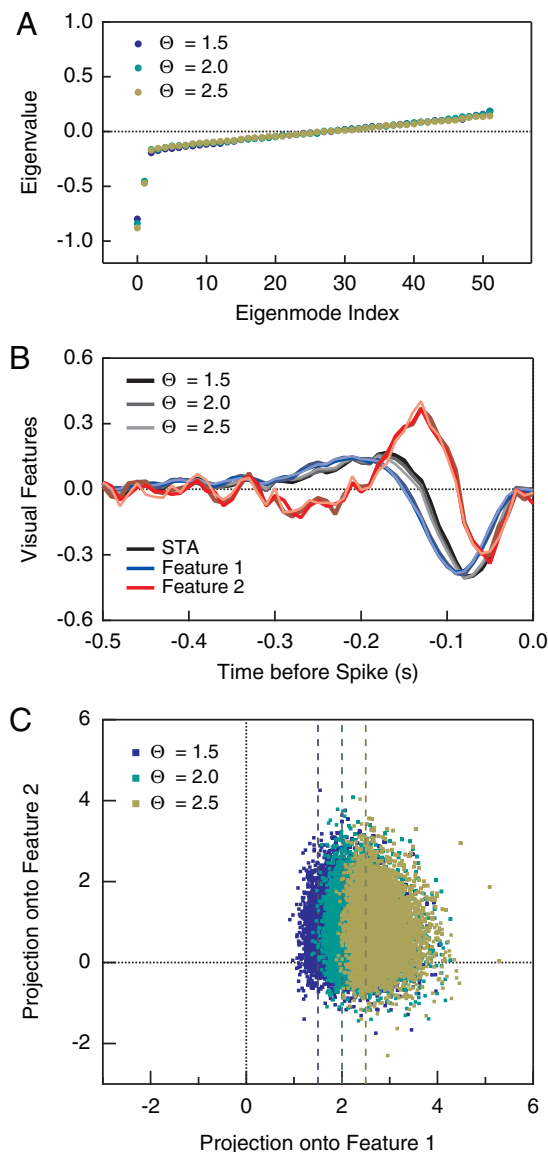 A
1.0
Θ = 1.5
Θ = 2.0
0.5
Θ = 2.5
0.0
-0.5
-1.0
Eigenvalue
0 10 20 30 40 50
Eigenmode Index
B
0.6
Θ = 1.5
Θ = 2.0
0.3
Θ = 2.5
0.0
-0.3
STA
Feature 1
Feature 2
-0.6
Visual Features
-0.5 -0.4 -0.3 -0.2 -0.1 0.0
Time before Spike (s)
C
6
Θ = 1.5
Θ = 2.0
4
Θ = 2.5
2
0
-2
Projection onto Feature 2
-2 0 2 4 6
Projection onto Feature 1